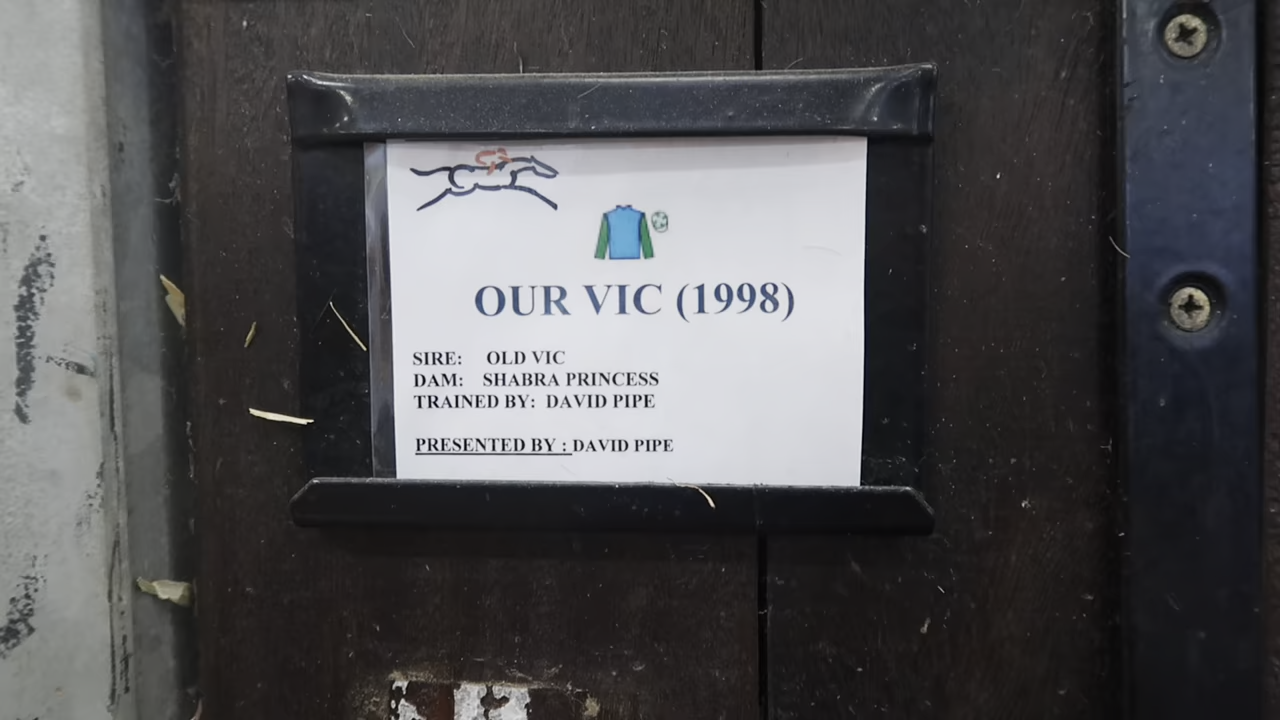 OUR VIC (1998)
SIRE: OLD VIC
DAM: SHABRA PRINCESS
TRAINED BY: DAVID PIPE
PRESENTED BY : DAVID PIPE